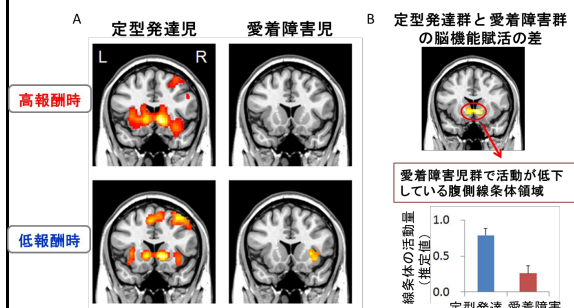 A
定型発達児
愛着障害児
B
定型発達群と愛着障害群
の脳機能賦活の差
L
R
高報酬時
低報酬時
愛着障害児群で活動が低下
している腹側線条体領域
線条体の活動量
（推定値）
1.0
0.5
0.0
定型発達
愛着障害